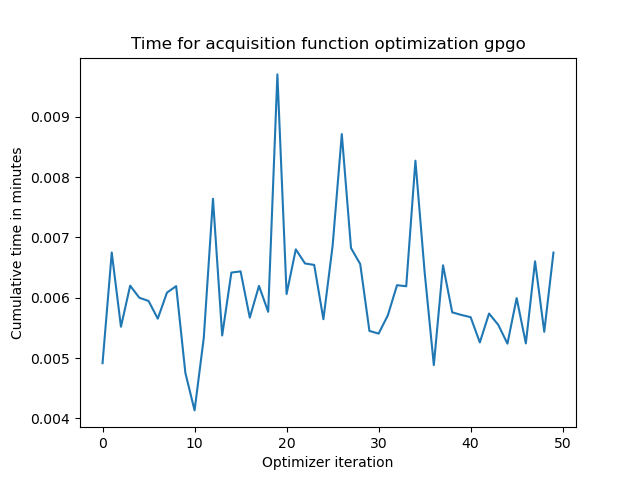 Time for acquisition function optimization gpgo
Cumulative time in minutes
0.009
0.008
0.007
0.006
0.005
0.004
0 10 20 30 40 50
Optimizer iteration